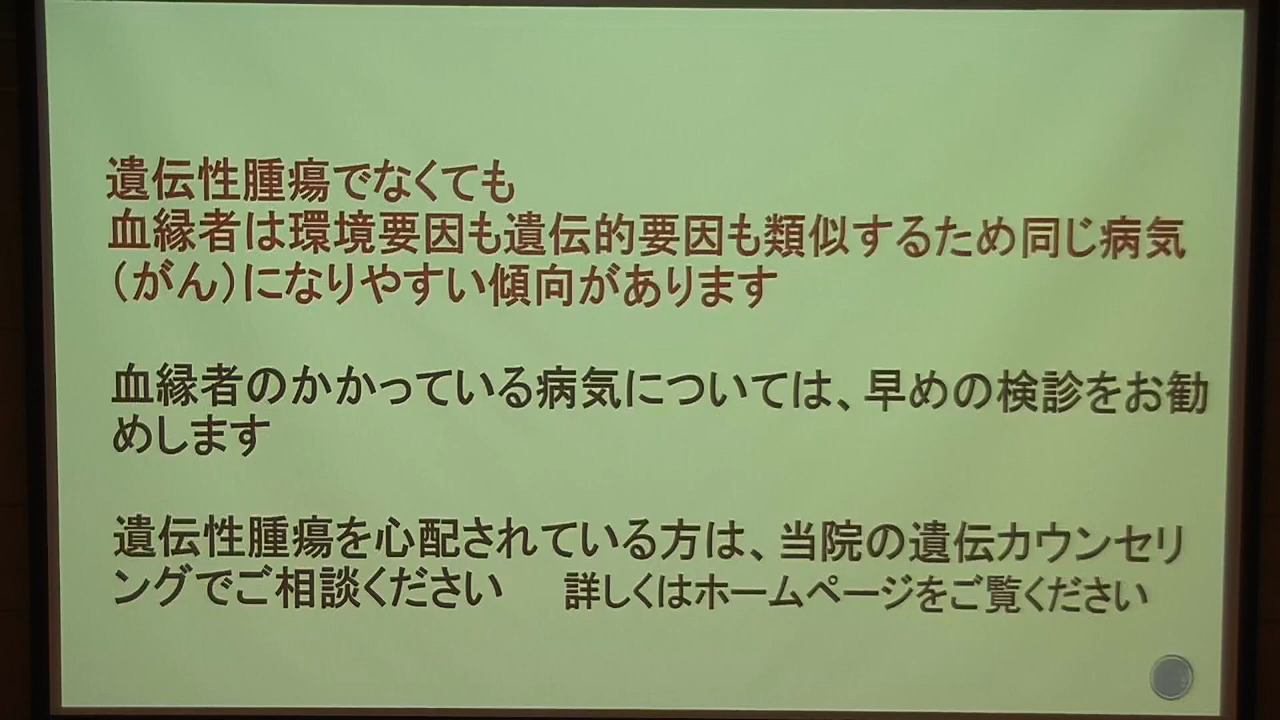 遺伝性腫瘍でなくても
血縁者は環境要因も遺伝的要因も類似するため同じ病気
（がん）になりやすい傾向があります
血縁者のかかっている病気については、早めの検診をお勧
めします
遺伝性腫瘍を心配されている方は、当院の遺伝カウンセリ
ングでご相談ください　詳しくはホームページをご覧ください